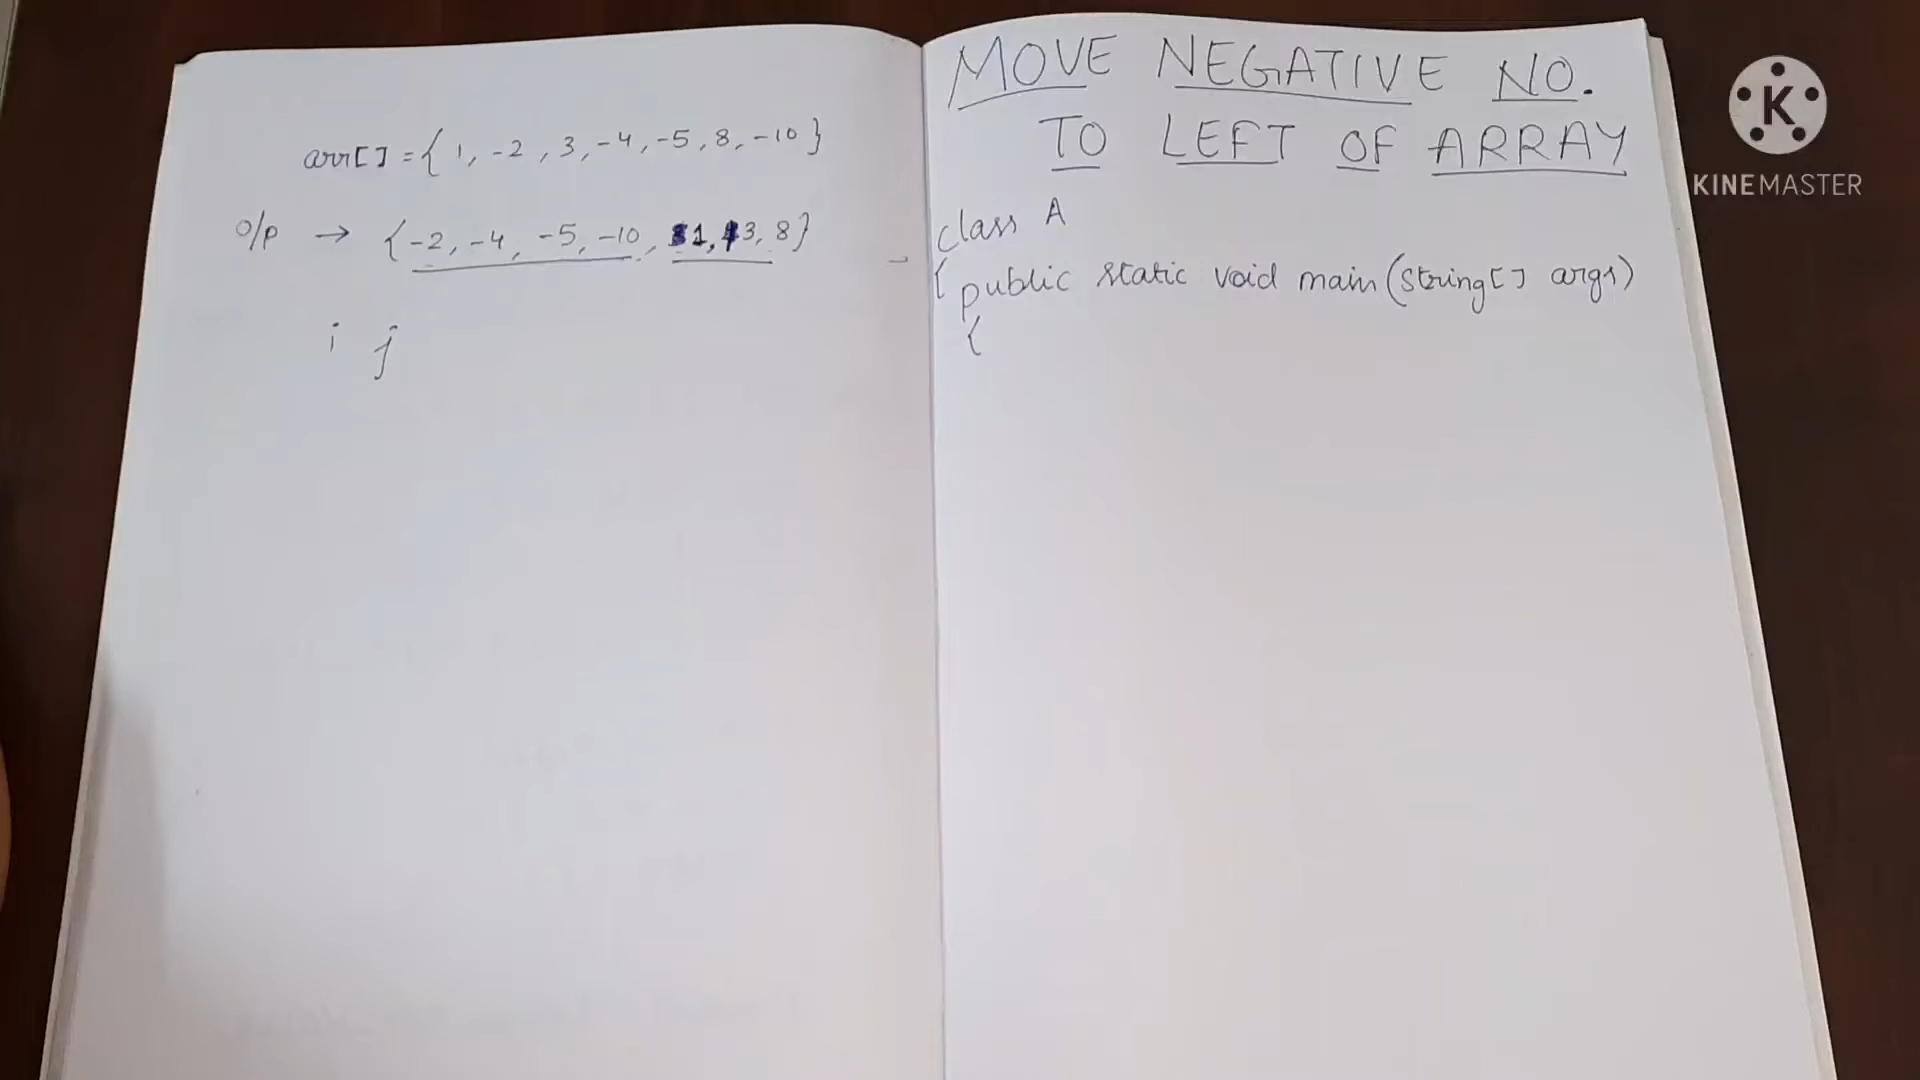 arr[] = { 1, -2, 3, -4, -5, 8, -10 }
o/p → { -2, -4, -5, -10, 1, 3, 8 }
i j
MOVE NEGATIVE NO.
TO LEFT OF ARRAY
class A
{ public static void main(String[] args)
{
KINEMASTER